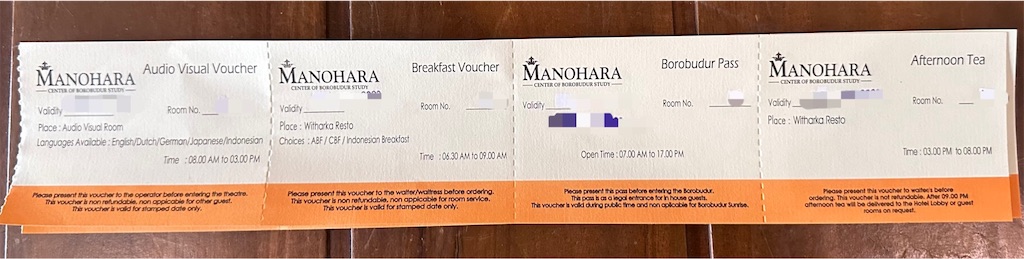 MANOHARA
CENTER OF BOROBUDUR STUDY
Audio Visual Voucher
Validity
Room No.
Place : Audio Visual Room
Languages Available : English/Dutch/German/Japanese/Indonesian
Time : 08.00 AM to 03.00 PM
Please present this voucher to the operator before entering the theatre.
This voucher is non refundable, non applicable for other guest.
This voucher is valid for stamped date only.
MANOHARA
CENTER OF BOROBUDUR STUDY
Breakfast Voucher
Validity
Room No.
Place : Witharka Resto
Choices : ABF / CBF / Indonesian Breakfast
Time : 06.30 AM to 09.00 AM
Please present this voucher to the waiter/waitress before ordering.
This voucher is non refundable, non applicable for room service.
This voucher is valid for stamped date only.
MANOHARA
CENTER OF BOROBUDUR STUDY
Borobudur Pass
Validity
Room No.
Open Time : 07.00 AM to 17.00 PM
Please present this pass before entering the Borobudur.
This pass is as a legal entrance for in house guests.
This voucher is valid during public time and non aplicable for Borobudur Sunrise.
MANOHARA
CENTER OF BOROBUDUR STUDY
Afternoon Tea
Validity
Room No.
Place : Witharka Resto
Time : 03.00 PM to 08.00 PM
Please present this voucher to waiter/s before
ordering. This voucher is not refundable. After 09.00 PM
afternoon tea will be delivered to the Hotel Lobby or guest
rooms on request.